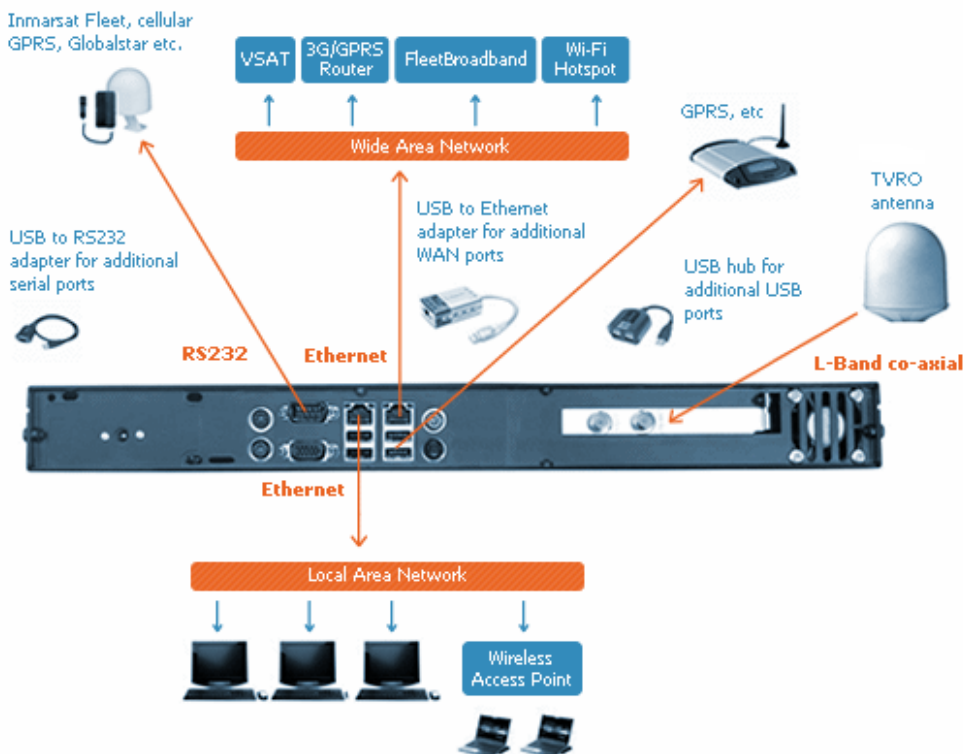 Inmarsat Fleet, cellular
GPRS, Globalstar etc.
VSAT
3G/GPRS
Router
FleetBroadband
Wi-Fi
Hotspot
Wide Area Network
GPRS, etc
TVRO
antenna
USB to RS232
adapter for additional
serial ports
USB to Ethernet
adapter for additional
WAN ports
USB hub for
additional USB
ports
RS232
Ethernet
L-Band co-axial
Ethernet
Local Area Network
Wireless
Access Point